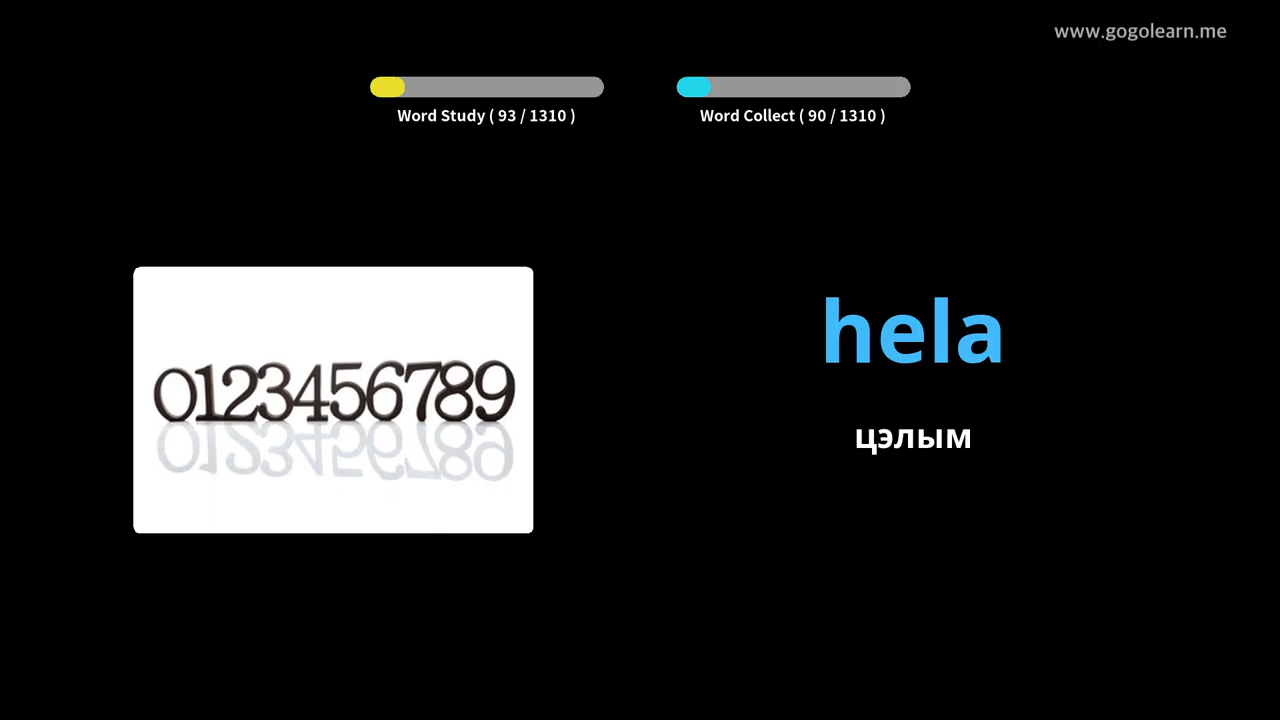 www.gogolearn.me
Word Study ( 93 / 1310 )
Word Collect ( 90 / 1310 )
0123456789
hela
цэлым